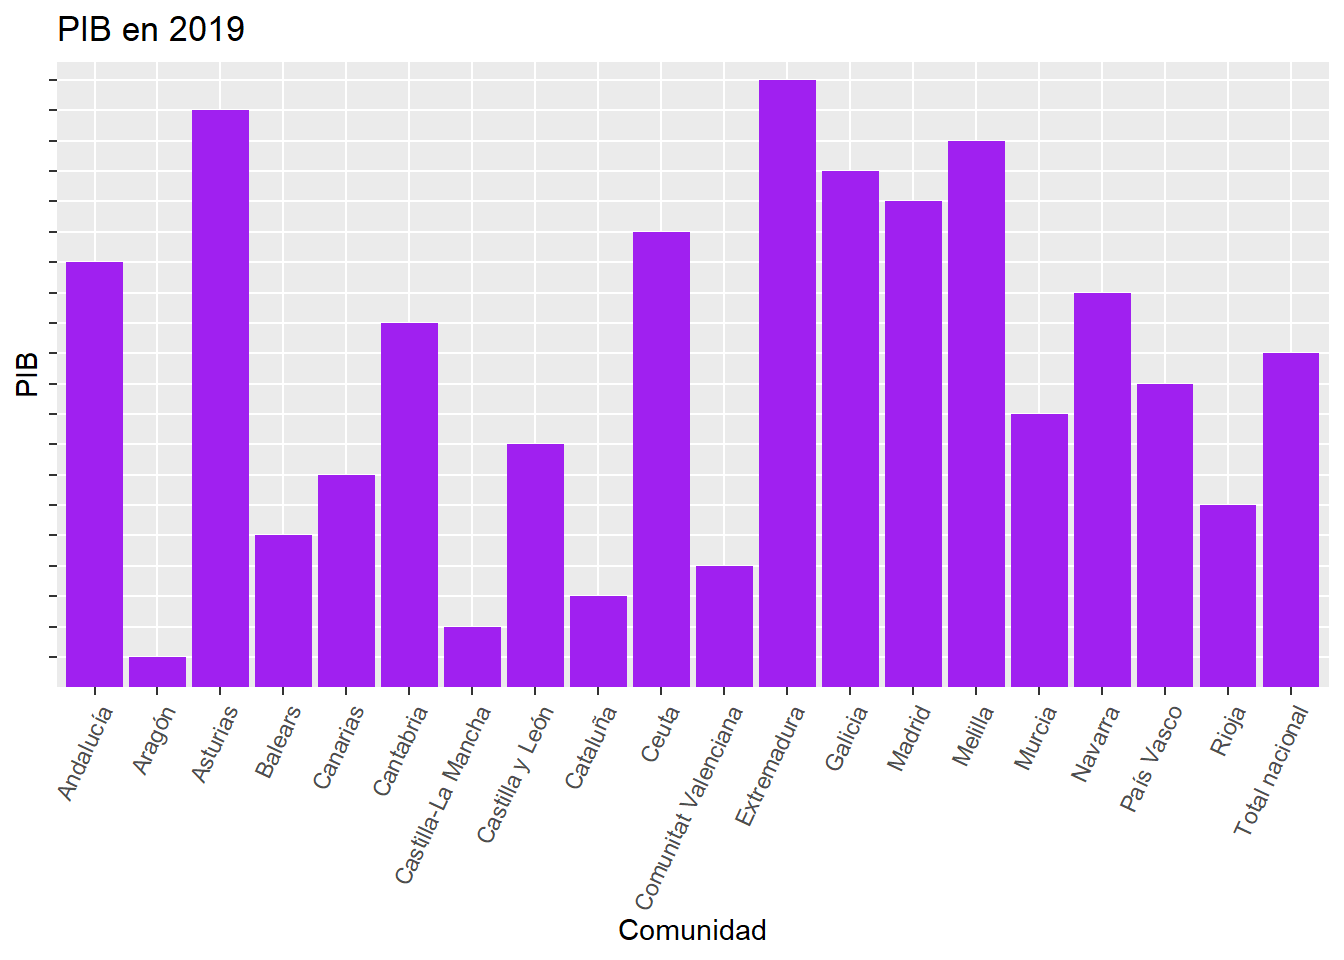 PIB en 2019
PIB
Andalucía
Aragón
Asturias
Balears
Canarias
Cantabria
Castilla-La Mancha
Castilla y León
Cataluña
Ceuta
Comunitat Valenciana
Extremadura
Galicia
Madrid
Melilla
Murcia
Navarra
País Vasco
Rioja
Total nacional
Comunidad